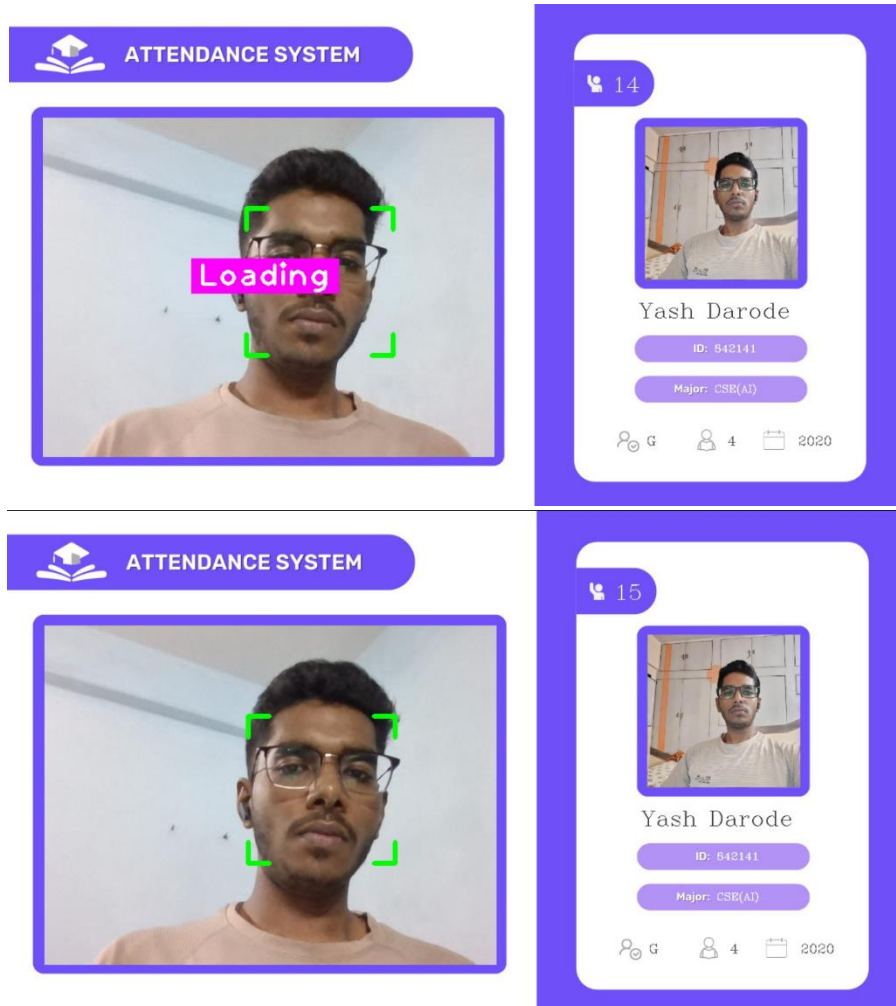 ATTENDANCE SYSTEM
14
Loading
Yash Darode
ID: 542141
Major: CSE(AI)
G 4 2020
ATTENDANCE SYSTEM
15
Yash Darode
ID: 542141
Major: CSE(AI)
G 4 2020